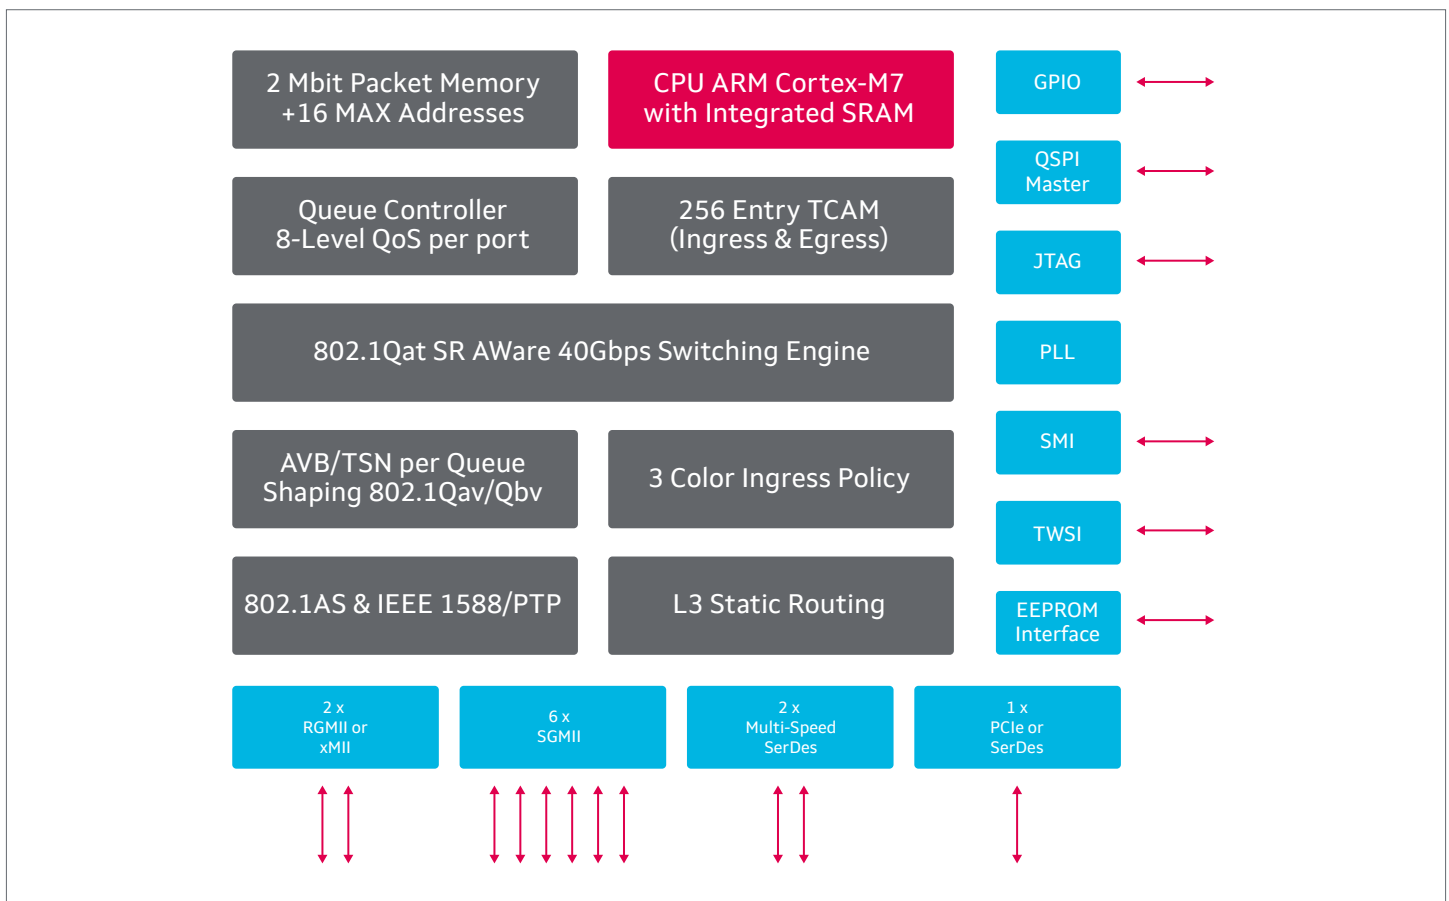 2 Mbit Packet Memory
+16 MAX Addresses
CPU ARM Cortex-M7
with Integrated SRAM
GPIO
QSPI
Master
Queue Controller
8-Level QoS per port
256 Entry TCAM
(Ingress & Egress)
JTAG
802.1Qat SR AWare 40Gbps Switching Engine
PLL
AVB/TSN per Queue
Shaping 802.1Qav/Qbv
3 Color Ingress Policy
SMI
TWSI
802.1AS & IEEE 1588/PTP
L3 Static Routing
EEPROM
Interface
2 x
RGMII or
xMII
6 x
SGMII
2 x
Multi-Speed
SerDes
1 x
PCIe or
SerDes